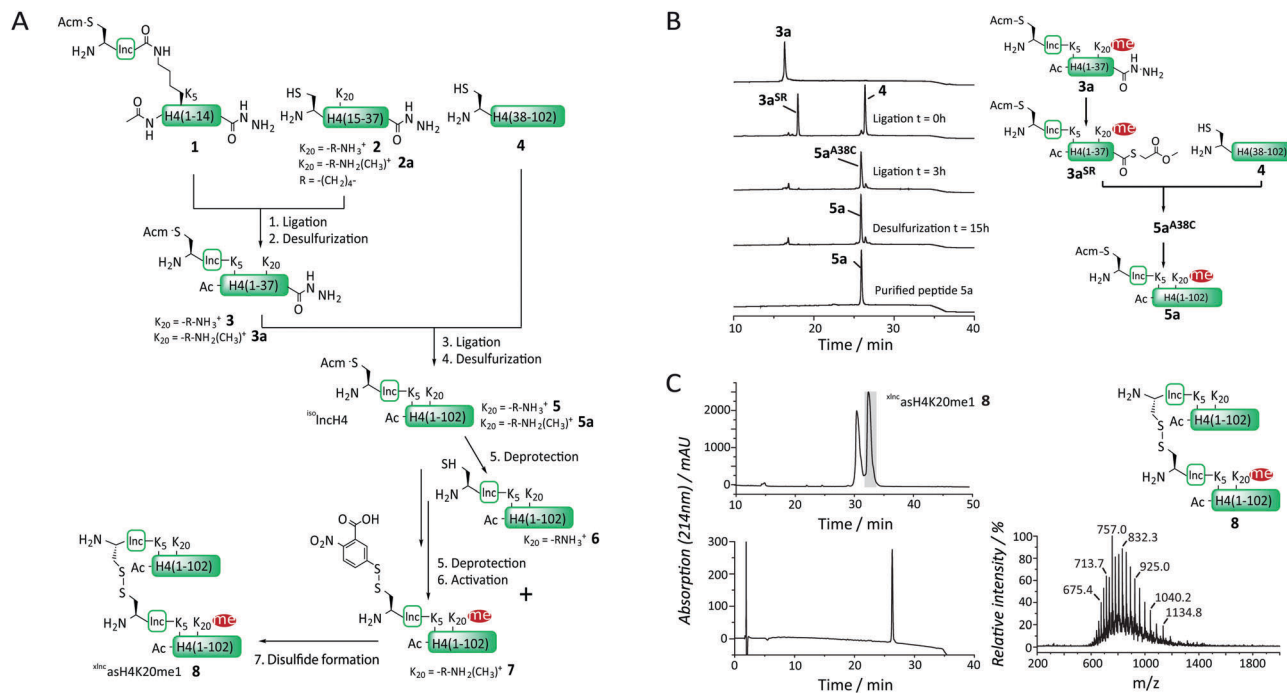 A
Acm-S
H₂N
Inc
O
N
H
K₅
O
N
H
H4(1-14)
H
N
NH₂
O
1
HS
K₂₀
H₂N
H4(15-37)
H
N
NH₂
O
K₂₀ = -R-NH₃⁺ 2
K₂₀ = -R-NH₂(CH₃)⁺ 2a
R = -(CH₂)₄-
HS
H₂N
H4(38-102)
4
1. Ligation
2. Desulfurization
Acm-S
H₂N
Inc
K₅
K₂₀
Ac
H4(1-37)
H
N
NH₂
O
K₂₀ = -R-NH₃⁺ 3
K₂₀ = -R-NH₂(CH₃)⁺ 3a
3. Ligation
4. Desulfurization
Acm-S
H₂N
Inc
K₅ K₂₀
Ac
H4(1-102)
ⁱˢᵒIncH4
K₂₀ = -R-NH₃⁺ 5
K₂₀ = -R-NH₂(CH₃)⁺ 5a
5. Deprotection
SH
H₂N
Inc
K₅ K₂₀
Ac
H4(1-102)
K₂₀ = -RNH₃⁺ 6
O
OH
O₂N
S
S
5. Deprotection
6. Activation
+
H₂N
Inc
K₅ K₂₀ me
Ac
H4(1-102)
K₂₀ = -R-NH₂(CH₃)⁺ 7
7. Disulfide formation
H₂N
Inc
K₅ K₂₀
Ac
H4(1-102)
S
S
H₂N
Inc
K₅ K₂₀ me
Ac
H4(1-102)
ˣᴵⁿᶜasH4K20me1 8
B
3a
3aˢᴿ
4
Ligation t = 0h
5aᴬ³⁸ᶜ
Ligation t = 3h
5a
Desulfurization t = 15h
5a
Purified peptide 5a
10 20 30 40
Time / min
Acm-S
H₂N
Inc
K₅ K₂₀ me
Ac
H4(1-37)
H
N
NH₂
O
3a
Acm-S
H₂N
Inc
K₅ K₂₀ me
Ac
H4(1-37)
S
O
O
O
3aˢᴿ
HS
H₂N
H4(38-102)
4
5aᴬ³⁸ᶜ
Acm-S
H₂N
Inc
K₅ K₂₀ me
Ac
H4(1-102)
5a
C
ˣᴵⁿᶜasH4K20me1 8
2000
1000
0
10 20 30 40 50
Time / min
Absorption (214nm) / mAU
300
200
100
0
0 10 20 30 40
Time / min
H₂N
Inc
K₅ K₂₀
Ac
H4(1-102)
S
S
H₂N
Inc
K₅ K₂₀ me
Ac
H4(1-102)
8
Relative intensity / %
100
80
60
40
20
0
757.0
832.3
713.7
925.0
675.4
1040.2
1134.8
200 600 1000 1400 1800
m/z